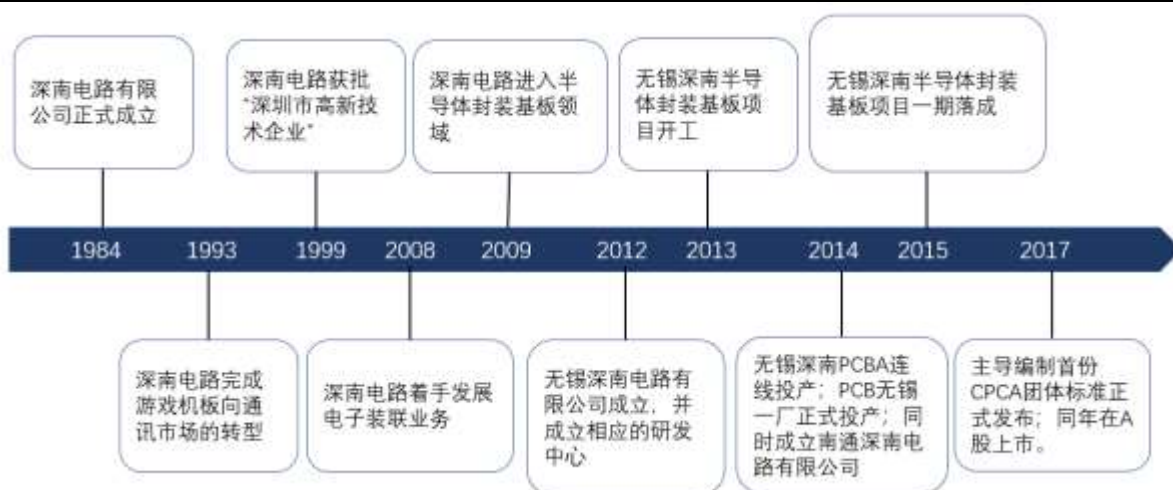 深南电路有限
公司正式成立
深南电路获批
“深圳市高新技
术企业”
深南电路进入半
导体封装基板领
域
无锡深南半导
体封装基板项
目开工
无锡深南半导体封装
基板项目一期落成
1984 1993 1999 2008 2009 2012 2013 2014 2015 2017
深南电路完成
游戏机板向通
讯市场的转型
深南电路着手发展
电子装联业务
无锡深南电路有
限公司成立，并
成立相应的研发
中心
无锡深南PCBA连
线投产；PCB无锡
一厂正式投产；同
时成立南通深南电
路有限公司
主导编制首份
CPCA团体标准正
式发布；同年在A
股上市。